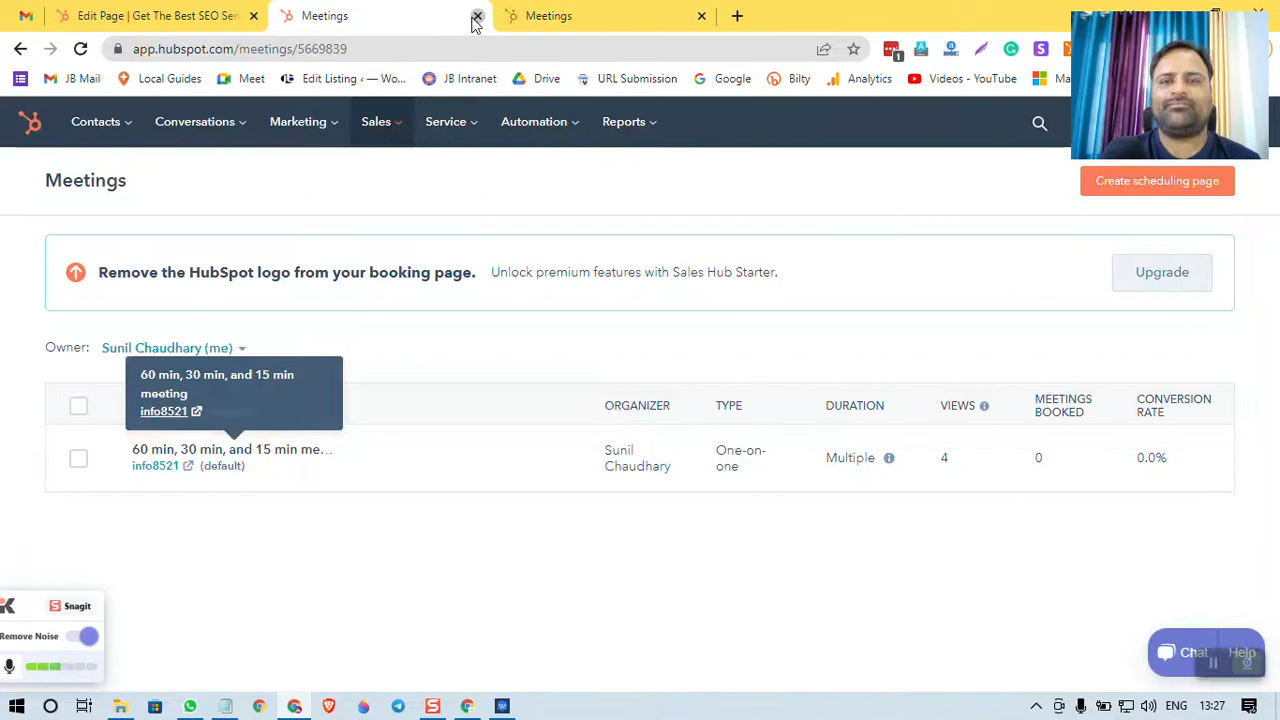 Edit Page | Get The Best SEO Ser
Meetings
Meetings
app.hubspot.com/meetings/5669839
1
JB Mail
Local Guides
Meet
Edit Listing ‹ — Wo...
JB Intranet
Drive
URL Submission
Google
Bilty
Analytics
Videos - YouTube
Ma
Contacts
Conversations
Marketing
Sales
Service
Automation
Reports
Meetings
Create scheduling page
Remove the HubSpot logo from your booking page.
Unlock premium features with Sales Hub Starter.
Upgrade
Owner:
Sunil Chaudhary (me)
60 min, 30 min, and 15 min
meeting
info8521
ORGANIZER
TYPE
DURATION
VIEWS
MEETINGS
BOOKED
CONVERSION
RATE
60 min, 30 min, and 15 min me...
info8521 (default)
Sunil
Chaudhary
One-on-
one
Multiple
4
0
0.0%
Snagit
Remove Noise
Chat
Help
ENG
13:27